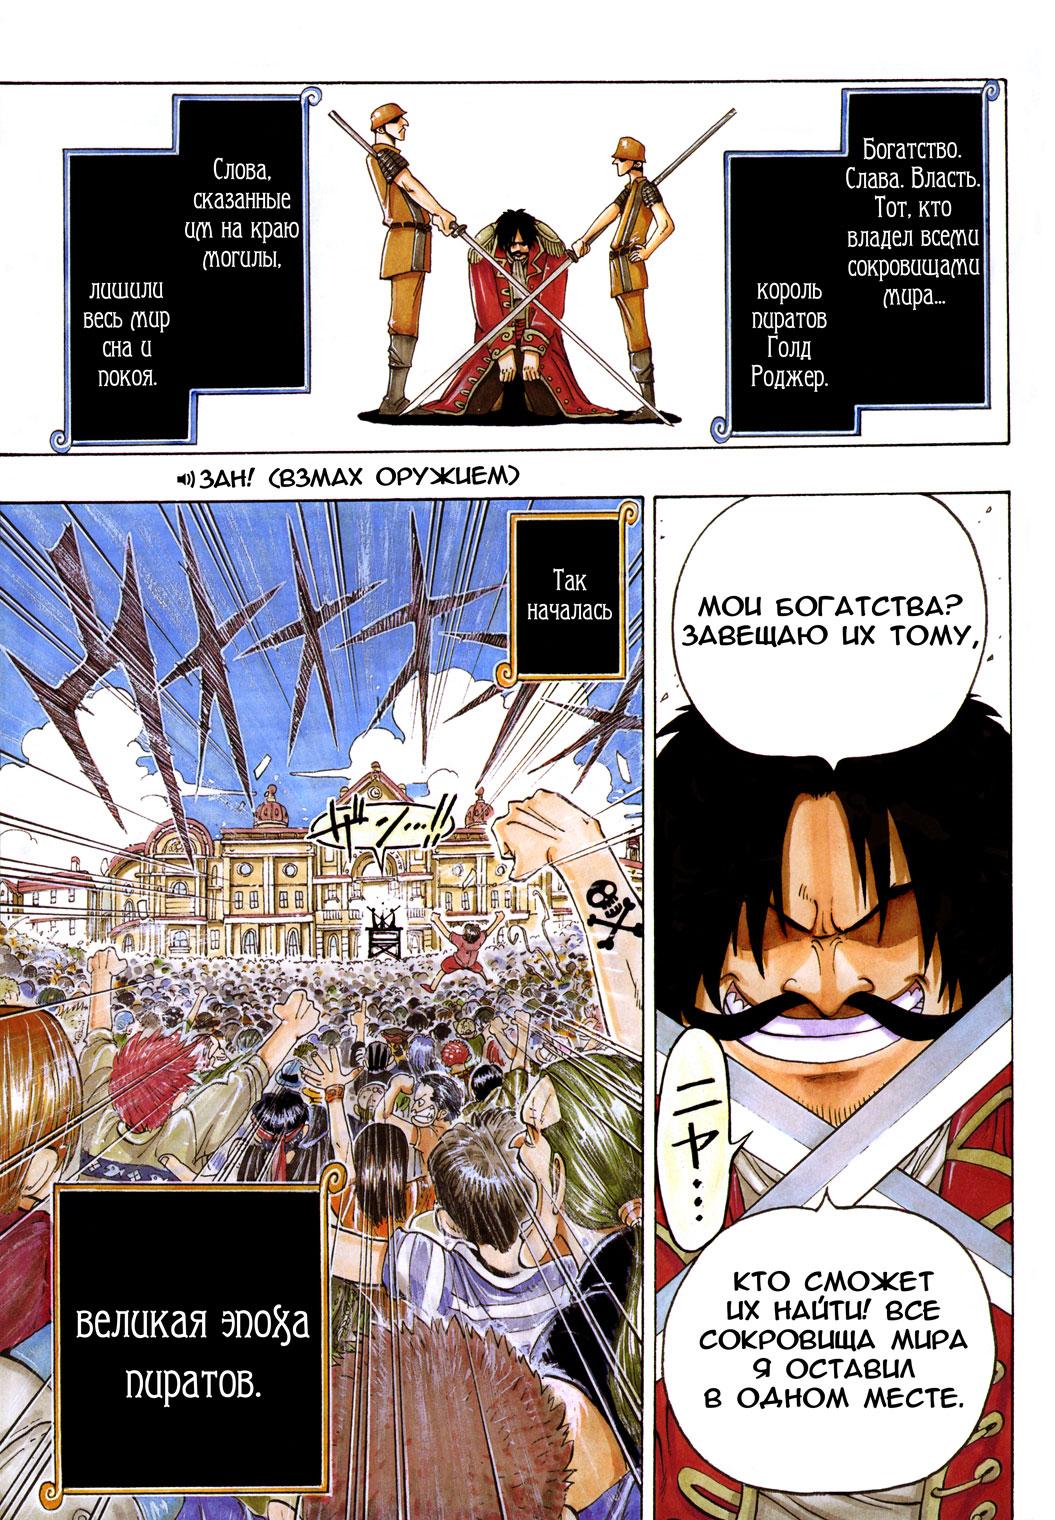 Богатство.
Слава. Власть.
Тот, кто
владел всеми
сокровищами
мира...
король
пиратов
Голд
Роджер.
Слова,
сказанные
им на краю
могилы,
лишили
весь мир
сна и
покоя.
ЗАН! (ВЗМАХ ОРУЖИЕМ)
МОИ БОГАТСТВА?
ЗАВЕЩАЮ ИХ ТОМУ,
ニヤ...
КТО СМОЖЕТ
ИХ НАЙТИ! ВСЕ
СОКРОВИЩА МИРА
Я ОСТАВИЛ
В ОДНОМ МЕСТЕ.
Так
началась
ザン...!!
великая эпоха
пиратов.